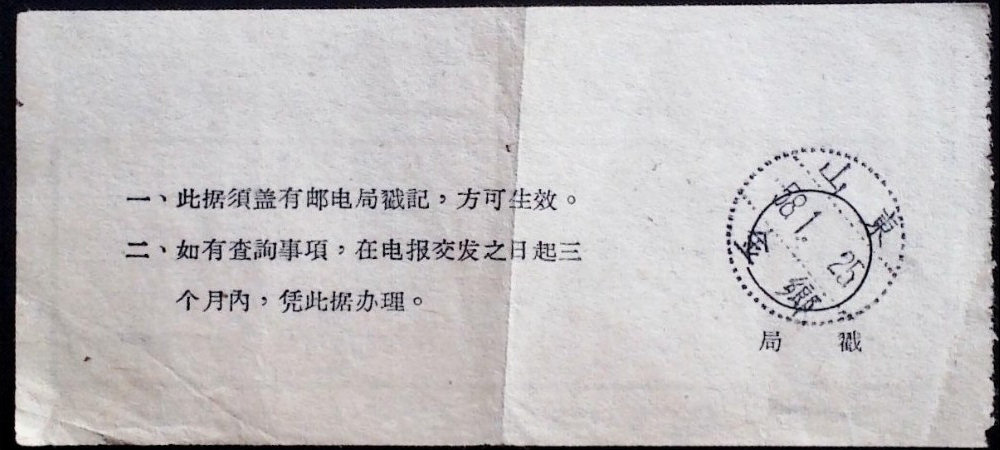 一、此据須盖有邮电局戳記，方可生效。
二、如有查詢事項，在电报交发之日起三
个月內，凭此据办理。
山東
58.1.25
金鄉
局戳